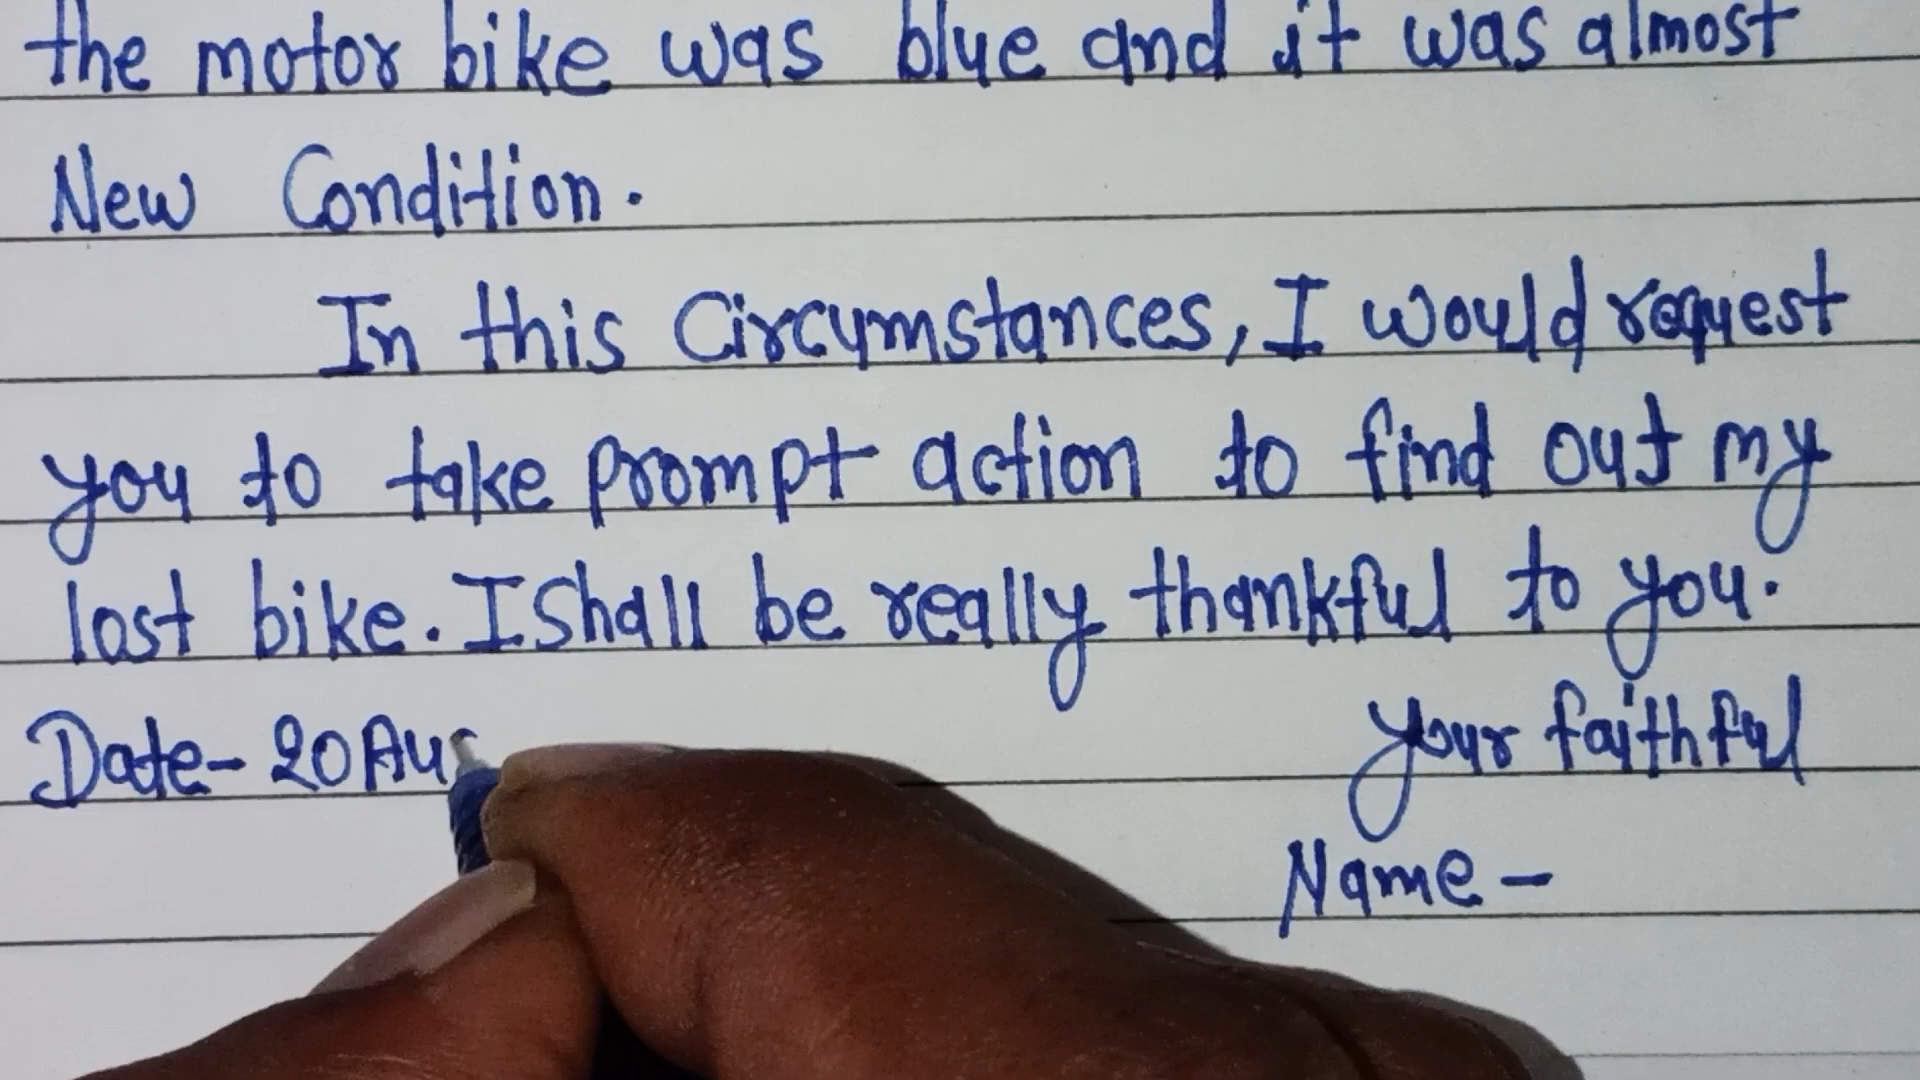 the motor bike was blue and it was almost
New Condition.
In this Circumstances, I would request
you to take prompt action to find out my
lost bike. I Shall be really thankful to you.
Date- 20 Aug
your faithful
Name -